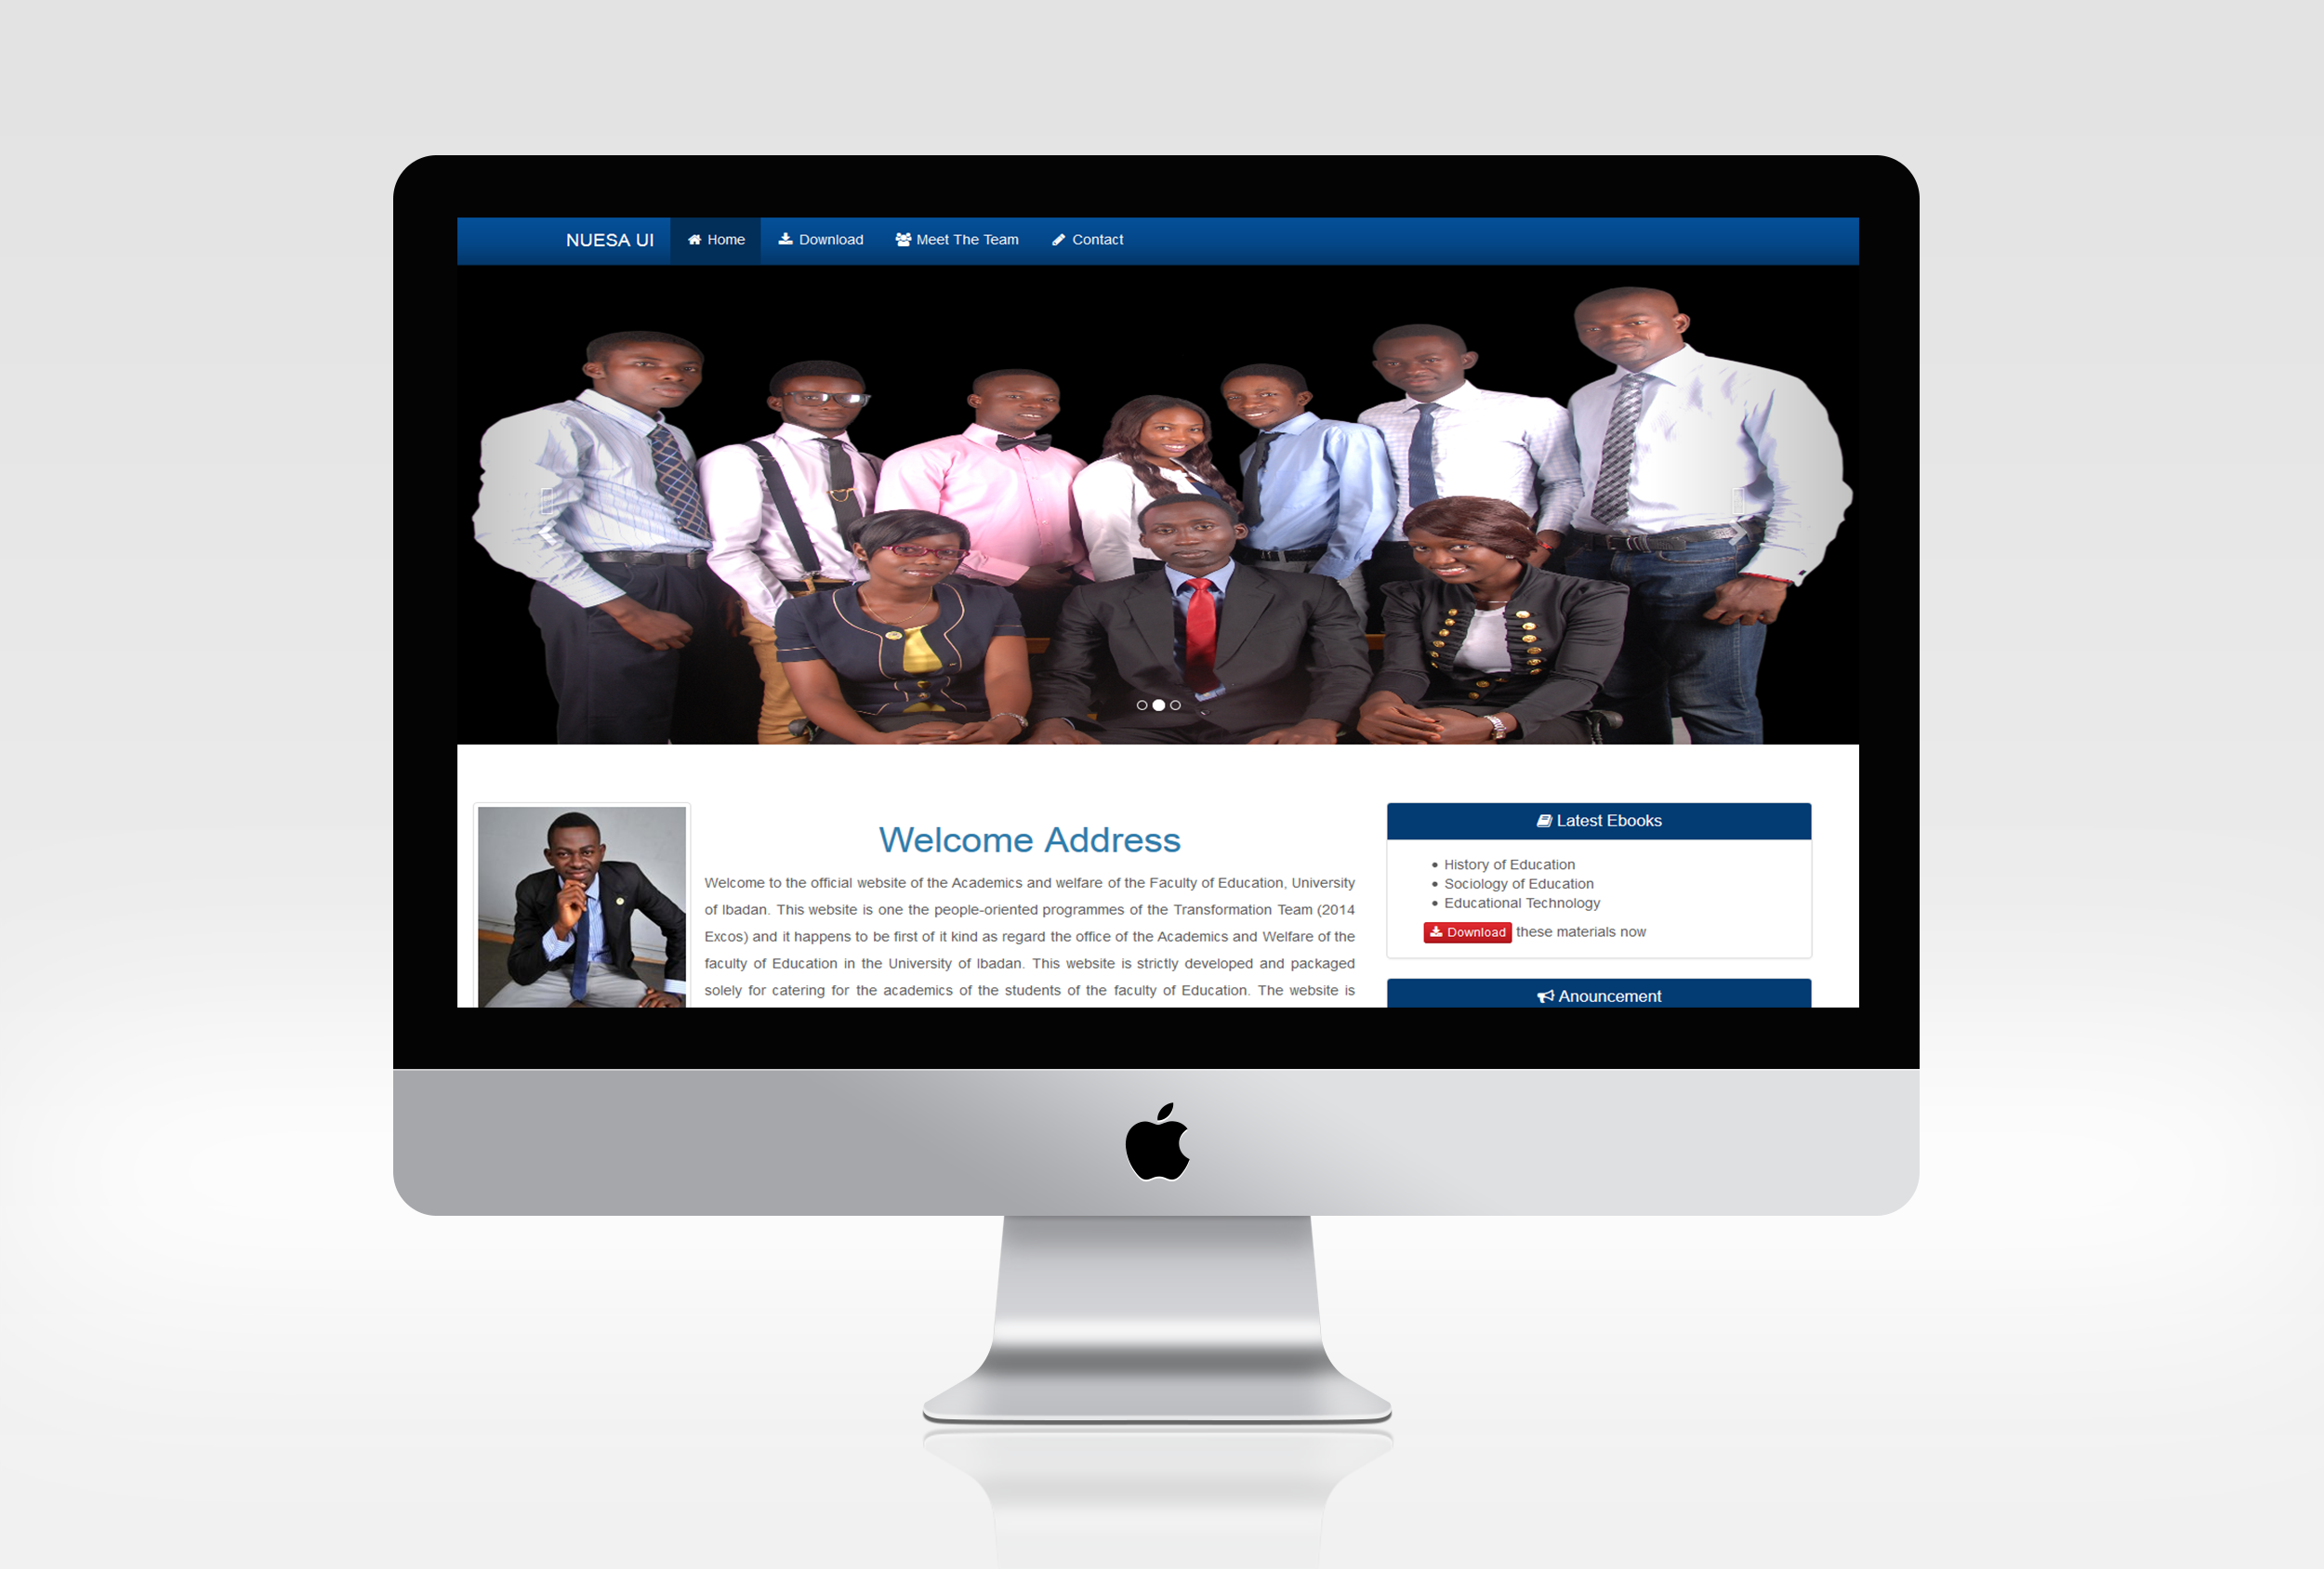 NUESA UI Home Download Meet The Team Contact
Welcome Address
Welcome to the official website of the Academics and welfare of the Faculty of Education, University
of Ibadan. This website is one the people-oriented programmes of the Transformation Team (2014
Excos) and it happens to be first of it kind as regard the office of the Academics and Welfare of the
faculty of Education in the University of Ibadan. This website is strictly developed and packaged
solely for catering for the academics of the students of the faculty of Education. The website is
Latest Ebooks
• History of Education
• Sociology of Education
• Educational Technology
Download these materials now
Anouncement